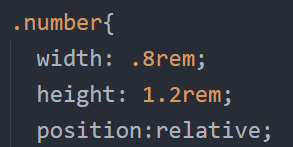 .number{
width: .8rem;
height: 1.2rem;
position:relative;